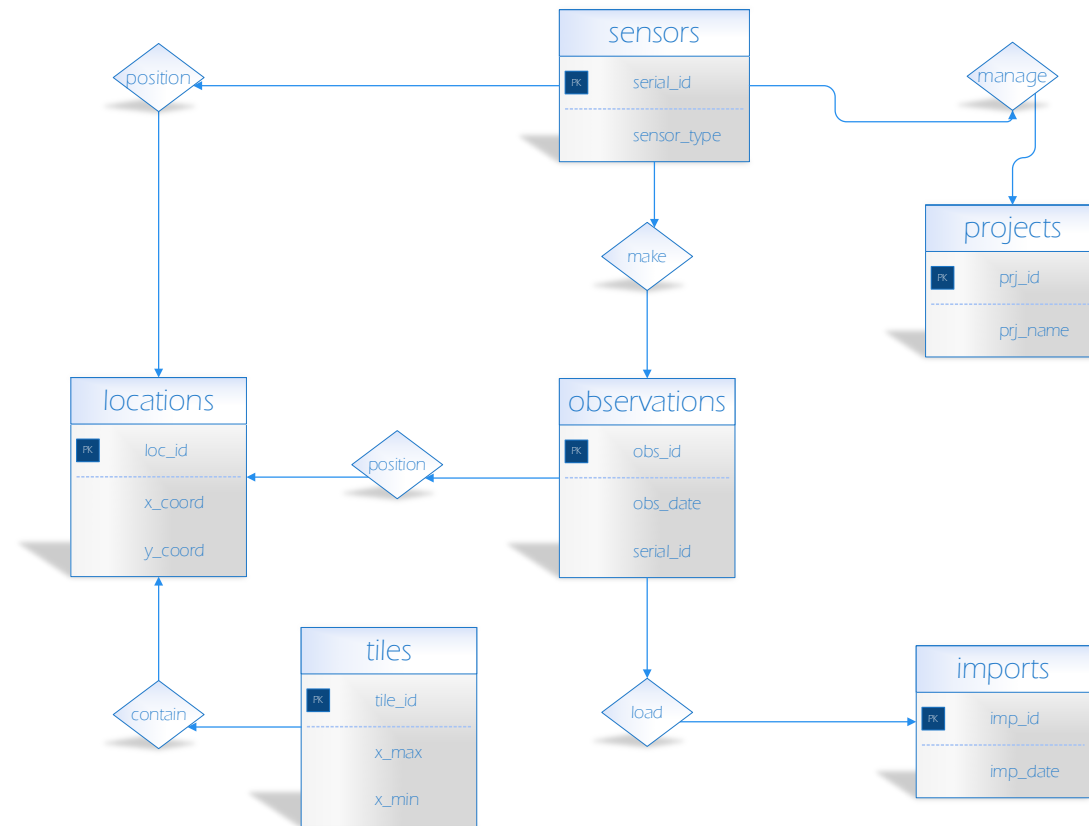 sensors
PK serial_id
sensor_type
position
manage
make
projects
PK prj_id
prj_name
locations
PK loc_id
x_coord
y_coord
position
observations
PK obs_id
obs_date
serial_id
tiles
PK tile_id
x_max
x_min
contain
load
imports
PK imp_id
imp_date